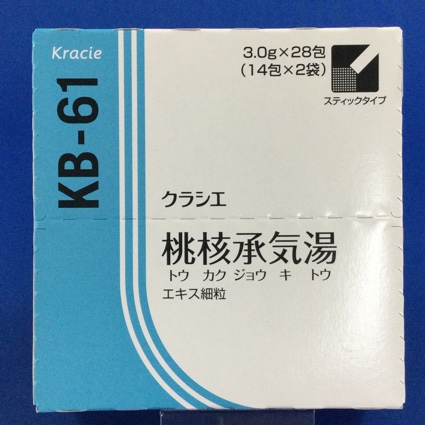 Kracie
KB-61
3.0g×28包
(14包×2袋)
スティックタイプ
クラシエ
桃核承気湯
トウ カク ジョウ キ トウ
エキス細粒